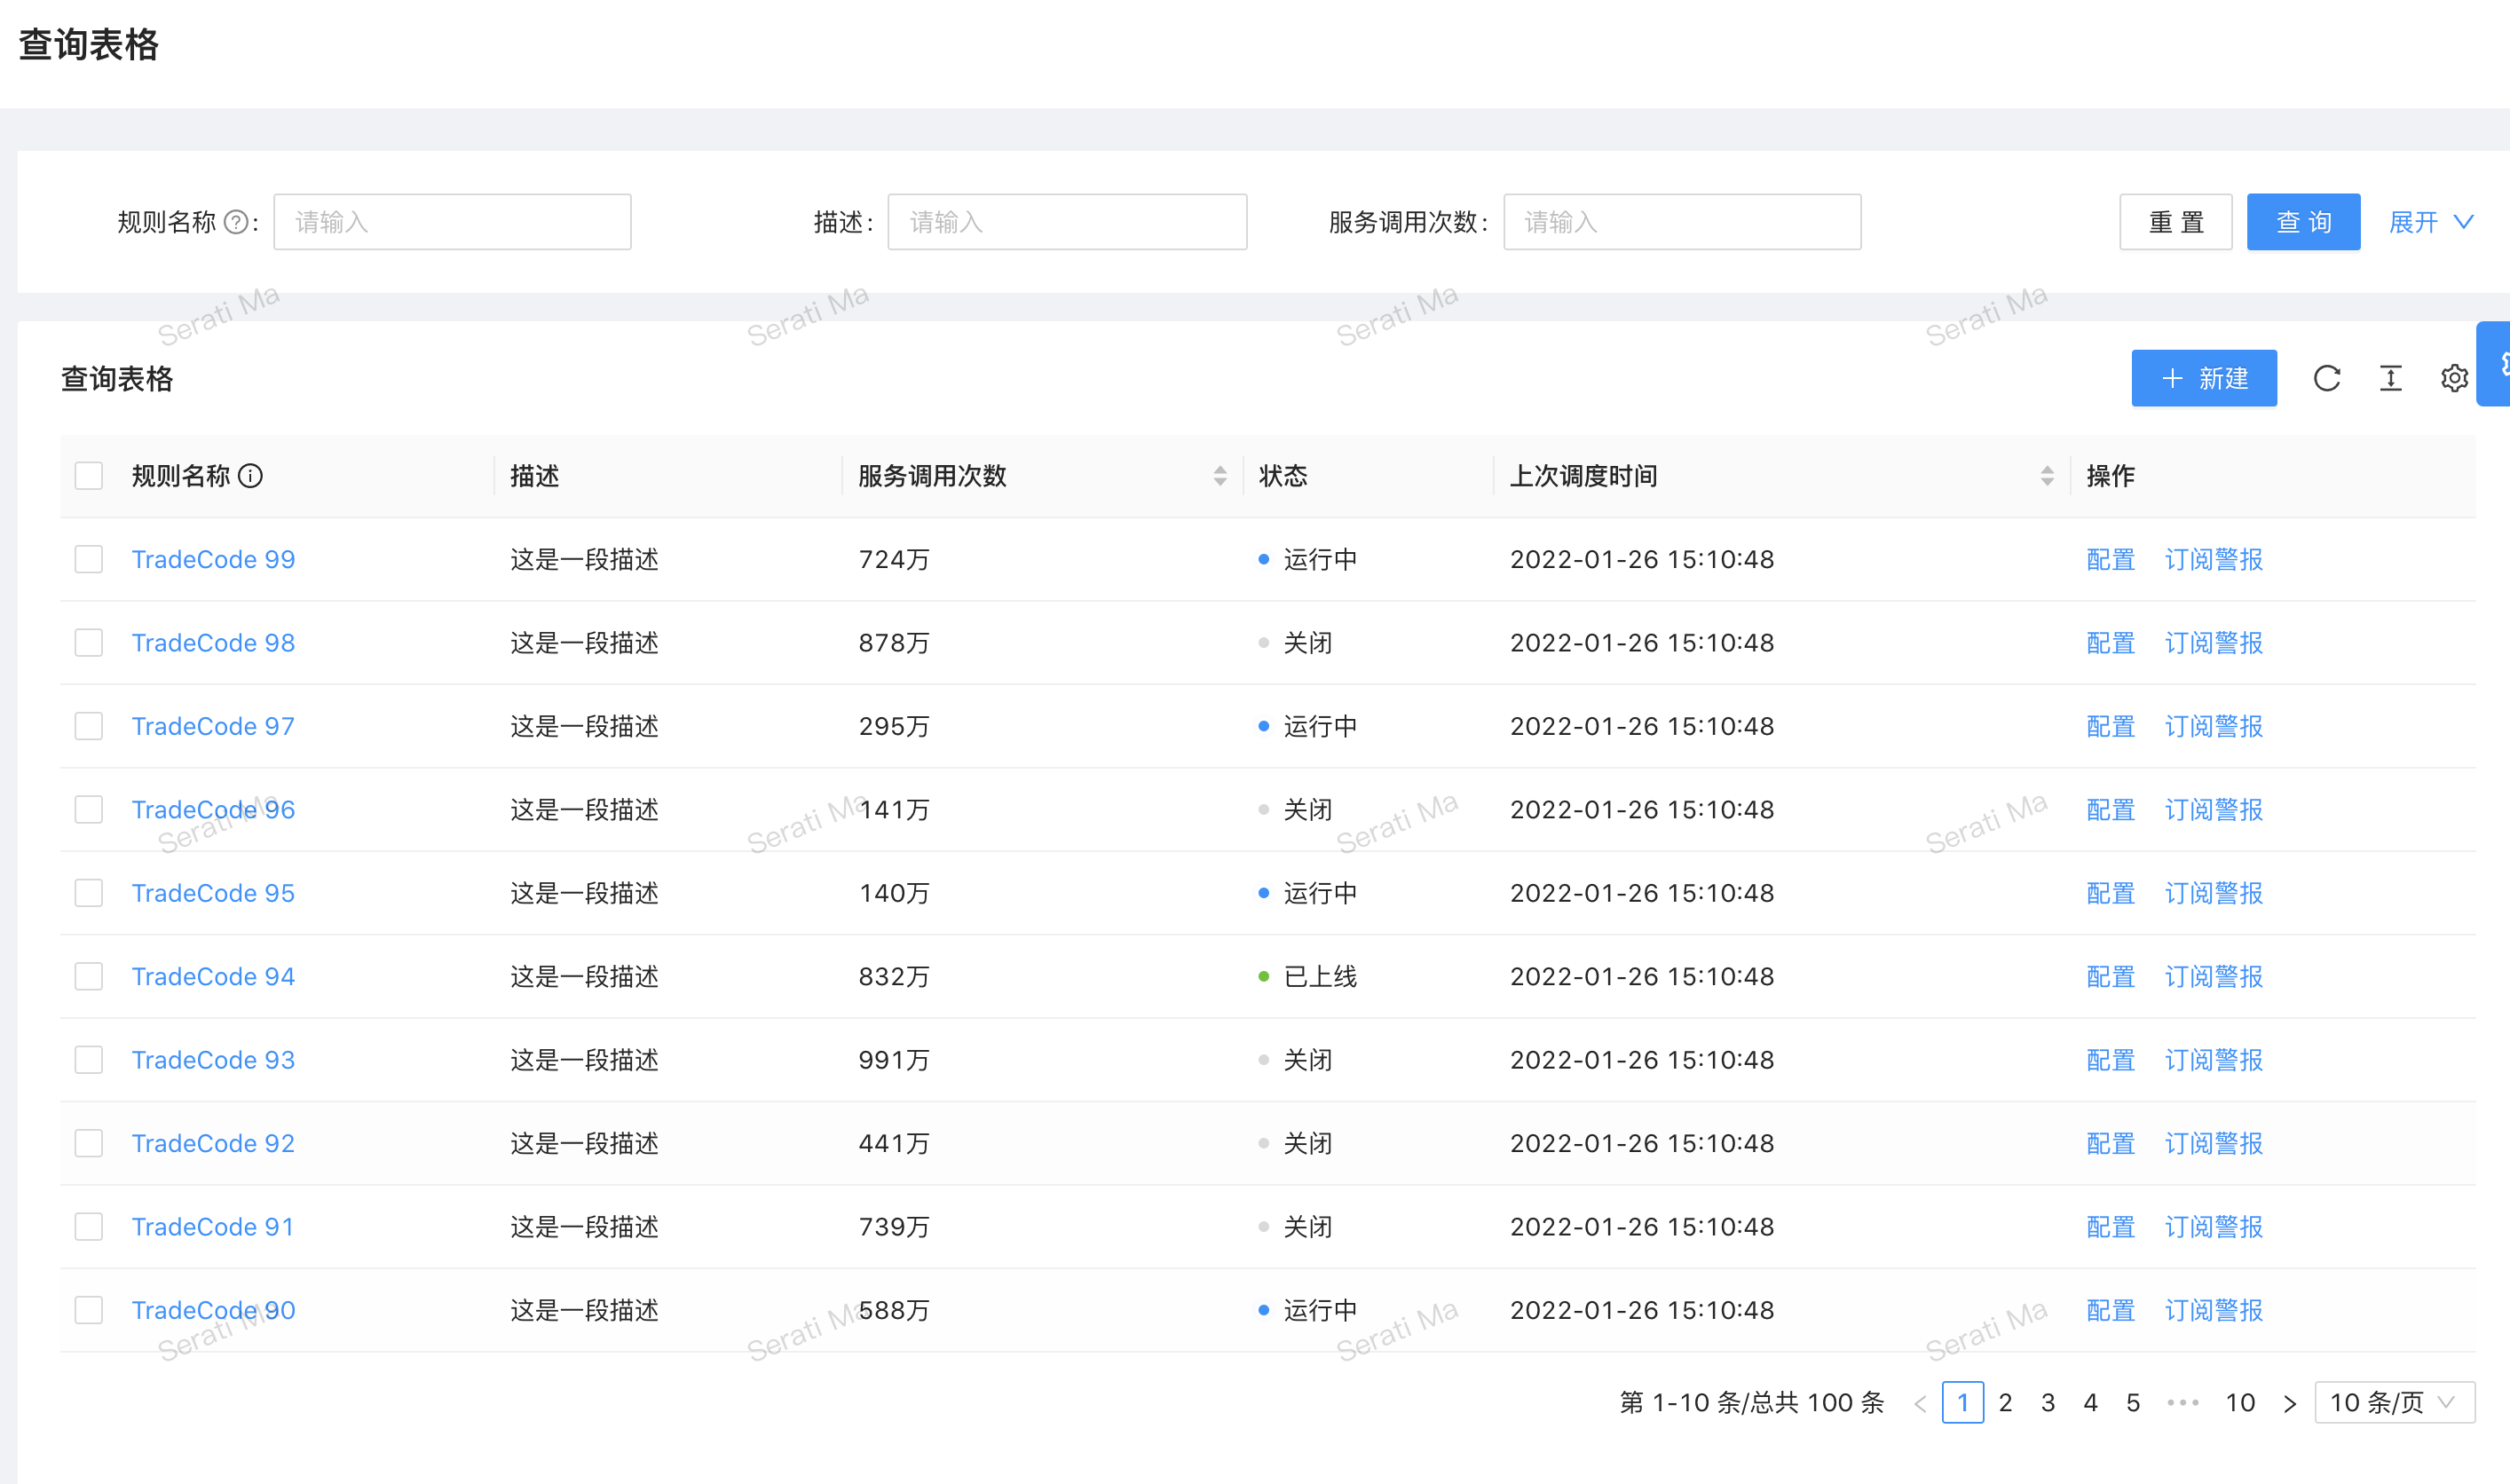 查询表格
规则名称 : 请输入 描述 : 请输入 服务调用次数 : 请输入 重 置 查 询 展开
Serati Ma Serati Ma Serati Ma Serati Ma
查询表格 + 新建
规则名称 描述 服务调用次数 状态 上次调度时间 操作
TradeCode 99 这是一段描述 724万 运行中 2022-01-26 15:10:48 配置 订阅警报
TradeCode 98 这是一段描述 878万 关闭 2022-01-26 15:10:48 配置 订阅警报
TradeCode 97 这是一段描述 295万 运行中 2022-01-26 15:10:48 配置 订阅警报
TradeCode 96 这是一段描述 141万 关闭 2022-01-26 15:10:48 配置 订阅警报
Serati Ma Serati Ma Serati Ma Serati Ma
TradeCode 95 这是一段描述 140万 运行中 2022-01-26 15:10:48 配置 订阅警报
TradeCode 94 这是一段描述 832万 已上线 2022-01-26 15:10:48 配置 订阅警报
TradeCode 93 这是一段描述 991万 关闭 2022-01-26 15:10:48 配置 订阅警报
TradeCode 92 这是一段描述 441万 关闭 2022-01-26 15:10:48 配置 订阅警报
TradeCode 91 这是一段描述 739万 关闭 2022-01-26 15:10:48 配置 订阅警报
TradeCode 90 这是一段描述 588万 运行中 2022-01-26 15:10:48 配置 订阅警报
Serati Ma Serati Ma Serati Ma Serati Ma
第 1-10 条/总共 100 条 < 1 2 3 4 5 ••• 10 > 10 条/页